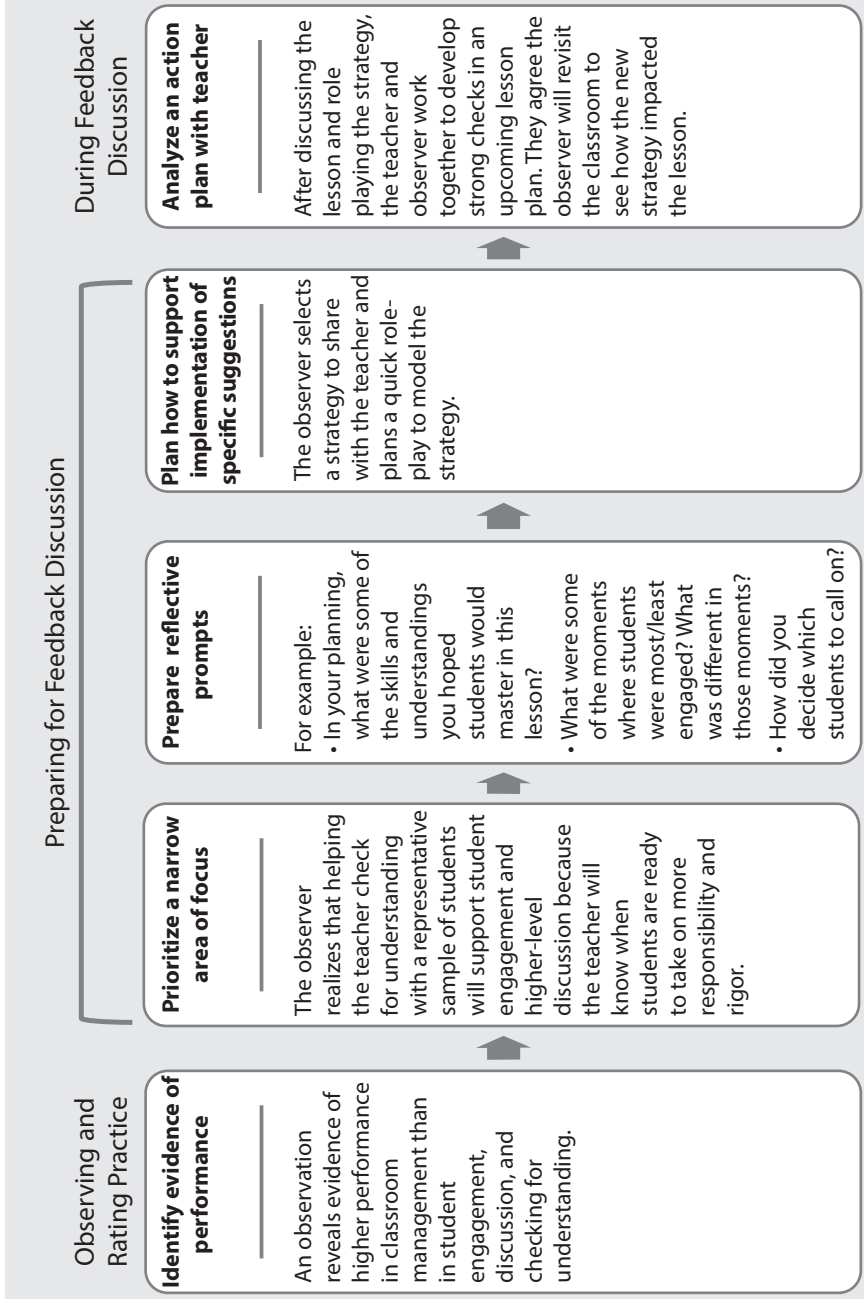 Observing and
Rating Practice
Identify evidence of
performance
An observation
reveals evidence of
higher performance
in classroom
management than
in student
engagement,
discussion, and
checking for
understanding.
Preparing for Feedback Discussion
Prioritize a narrow
area of focus
The observer
realizes that helping
the teacher check
for understanding
with a representative
sample of students
will support student
engagement and
higher-level
discussion because
the teacher will
know when
students are ready
to take on more
responsibility and
rigor.
Prepare reflective
prompts
For example:
• In your planning,
what were some of
the skills and
understandings
you hoped
students would
master in this
lesson?
• What were some
of the moments
where students
were most/least
engaged? What
was different in
those moments?
• How did you
decide which
students to call on?
Plan how to support
implementation of
specific suggestions
The observer selects
a strategy to share
with the teacher and
plans a quick role-
play to model the
strategy.
During Feedback
Discussion
Analyze an action
plan with teacher
After discussing the
lesson and role
playing the strategy,
the teacher and
observer work
together to develop
strong checks in an
upcoming lesson
plan. They agree the
observer will revisit
the classroom to
see how the new
strategy impacted
the lesson.